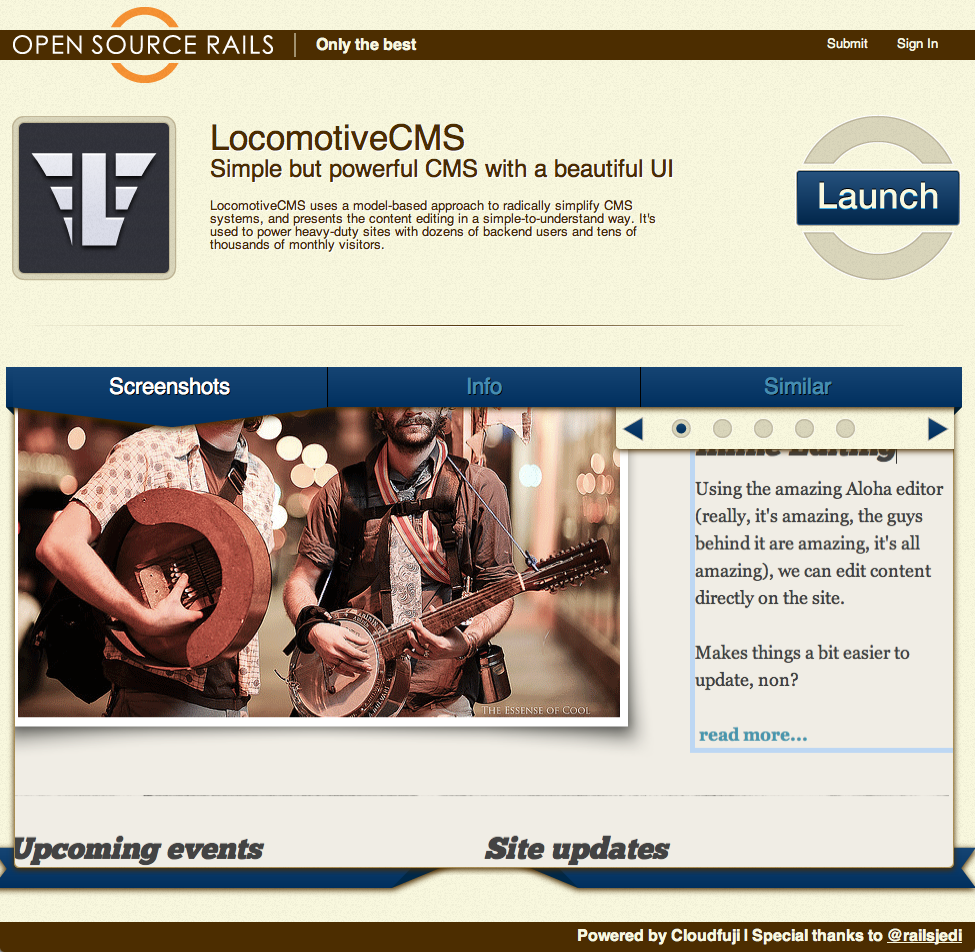 OPEN SOURCE RAILS
Only the best
Submit
Sign In
LocomotiveCMS
Simple but powerful CMS with a beautiful UI
LocomotiveCMS uses a model-based approach to radically simplify CMS
systems, and presents the content editing in a simple-to-understand way. It's
used to power heavy-duty sites with dozens of backend users and tens of
thousands of monthly visitors.
Launch
Screenshots
Info
Similar
Editing
Using the amazing Aloha editor
(really, it's amazing, the guys
behind it are amazing, it's all
amazing), we can edit content
directly on the site.
Makes things a bit easier to
update, non?
read more...
THE ESSENSE OF COOL
Upcoming events
Site updates
Powered by Cloudfuji | Special thanks to @railsjedi